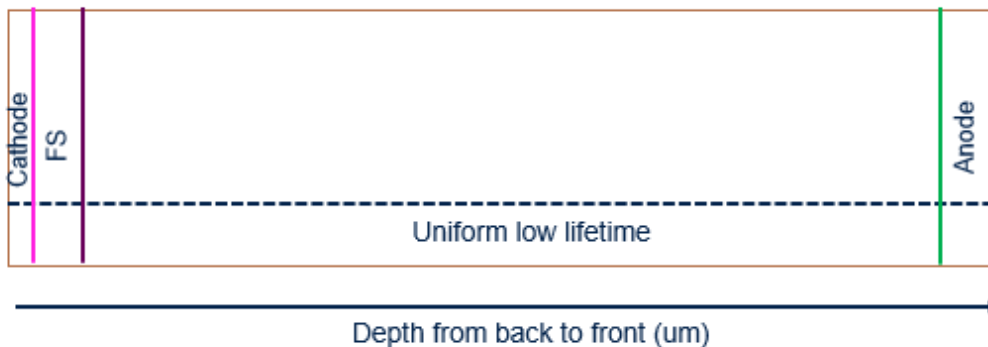 Cathode
FS
Anode
Uniform low lifetime
Depth from back to front (um)